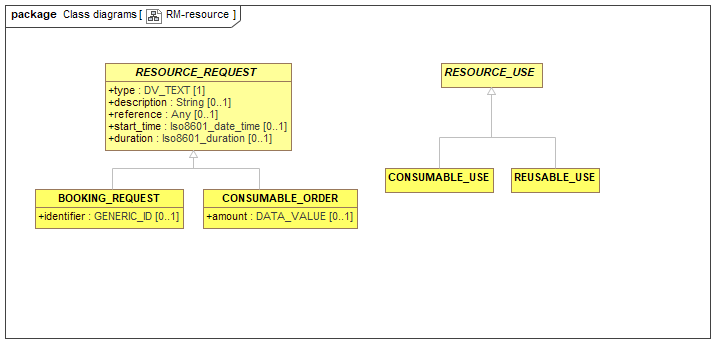 package Class diagrams [ RM-resource ]
RESOURCE_REQUEST
+type : DV_TEXT [1]
+description : String [0..1]
+reference : Any [0..1]
+start_time : Iso8601_date_time [0..1]
+duration : Iso8601_duration [0..1]
RESOURCE_USE
BOOKING_REQUEST
+identifier : GENERIC_ID [0..1]
CONSUMABLE_ORDER
+amount : DATA_VALUE [0..1]
CONSUMABLE_USE
REUSABLE_USE